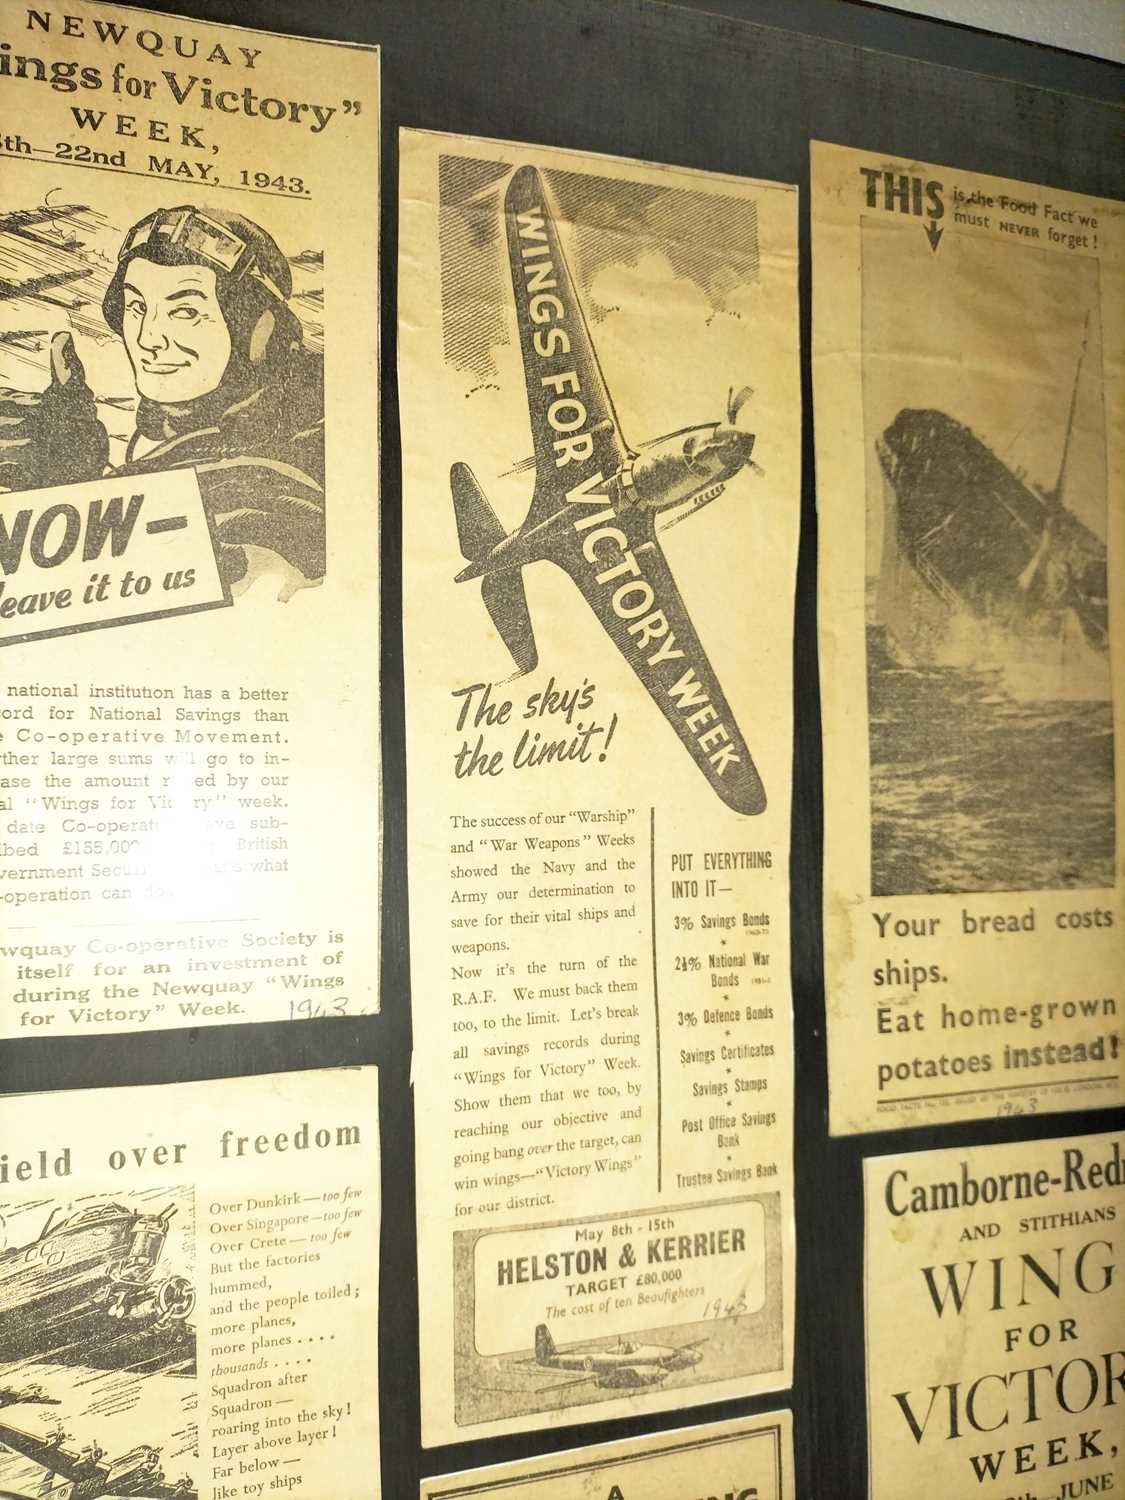 NEWQUAY
ings for Victory”
WEEK,
th—22nd MAY, 1943.
NOW—
leave it to us
national institution has a better
ord for National Savings than
Co-operative Movement.
ther large sums will go to in-
ase the amount by our
al “Wings for week.
date
£155,00 British
vernment what
-operation can
wquay Co-operative Society is
itself for an investment of
during the Newquay “Wings
for Victory” Week.
1943
ield over freedom
Over Dunkirk—too few
Over Singapore—too few
Over Crete—too few
But the factories
hummed,
and the people toiled;
more planes,
more planes . . . .
thousands . . . .
Squadron after
Squadron—
roaring into the sky!
Layer above layer!
Far below—
like toy ships
WINGS FOR VICTORY WEEK
The sky's
the limit!
The success of our “Warship”
and “War Weapons” Weeks
showed the Navy and the
Army our determination to
save for their vital ships and
weapons.
Now it's the turn of the
R.A.F. We must back them
too, to the limit. Let's break
all savings records during
“Wings for Victory” Week.
Show them that we too, by
reaching our objective and
going bang over the target, can
win wings—“Victory Wings”
for our district.
PUT EVERYTHING
INTO IT—
3% Savings Bonds
2½% National War
Bonds
3% Defence Bonds
Savings Certificates
Savings Stamps
Post Office Savings
Bank
Trustee Savings Bank
May 8th - 15th
HELSTON & KERRIER
TARGET £80,000
The cost of ten Beaufighters
1943
A
THIS is the Food Fact we
must NEVER forget!
Your bread costs
ships.
Eat home-grown
potatoes instead!
1943
Camborne-Red
AND STITHIANS
WING
FOR
VICTOR
WEEK,
th—JUNE